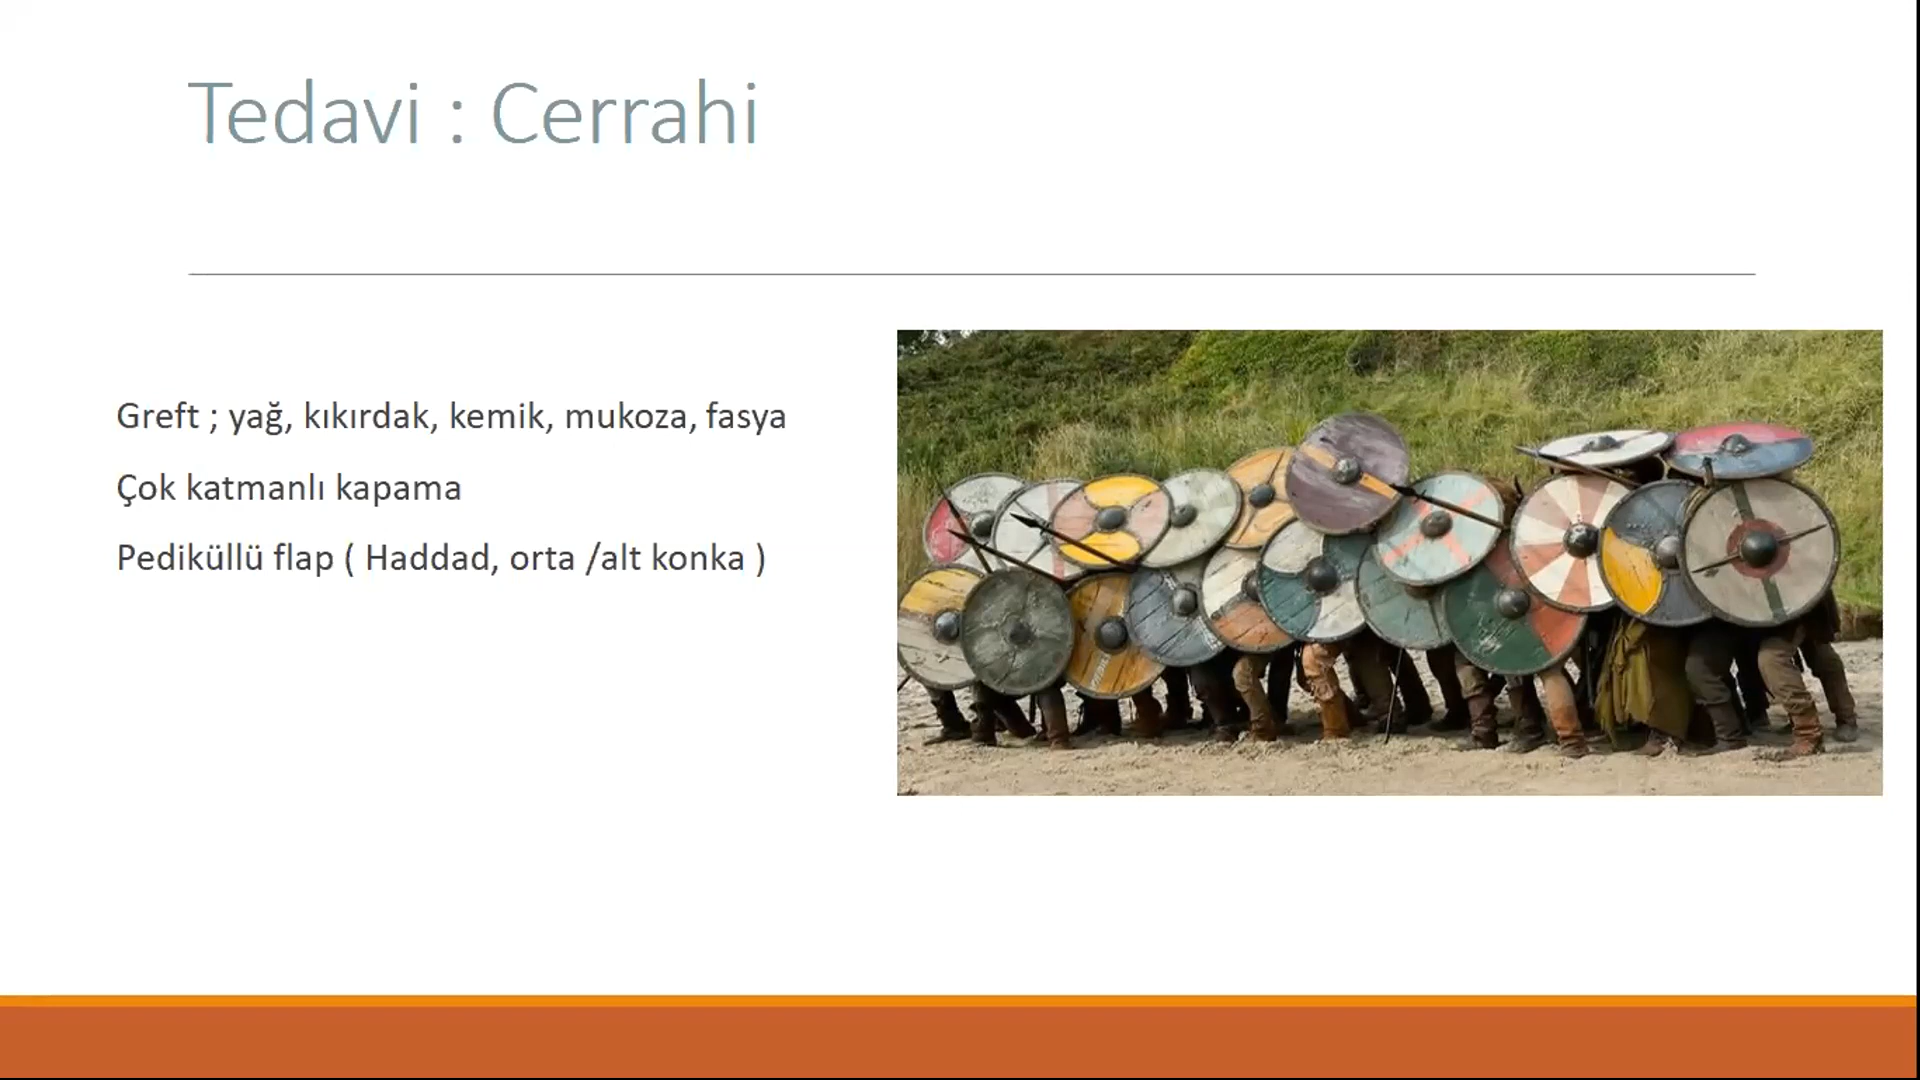 Tedavi : Cerrahi
Greft ; yağ, kıkırdak, kemik, mukoza, fasya
Çok katmanlı kapama
Pediküllü flap ( Haddad, orta /alt konka )